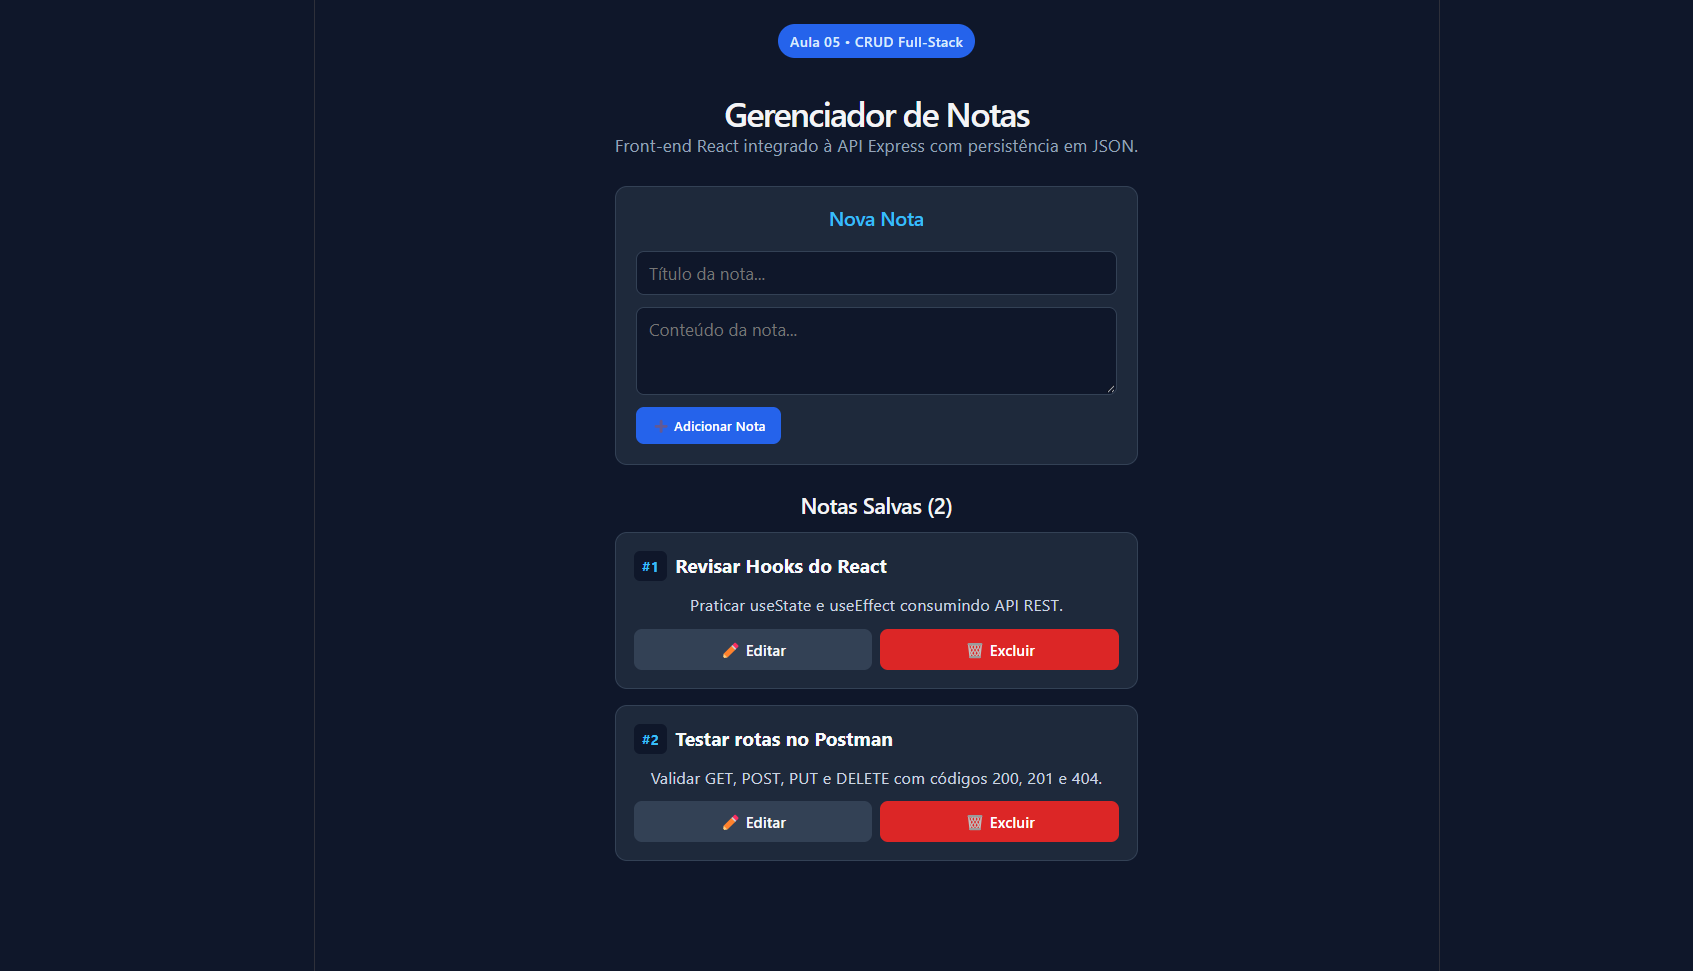 Aula 05 • CRUD Full-Stack
Gerenciador de Notas
Front-end React integrado à API Express com persistência em JSON.
Nova Nota
Título da nota...
Conteúdo da nota...
➕ Adicionar Nota
Notas Salvas (2)
#1 Revisar Hooks do React
Praticar useState e useEffect consumindo API REST.
✏️ Editar 🗑️ Excluir
#2 Testar rotas no Postman
Validar GET, POST, PUT e DELETE com códigos 200, 201 e 404.
✏️ Editar 🗑️ Excluir